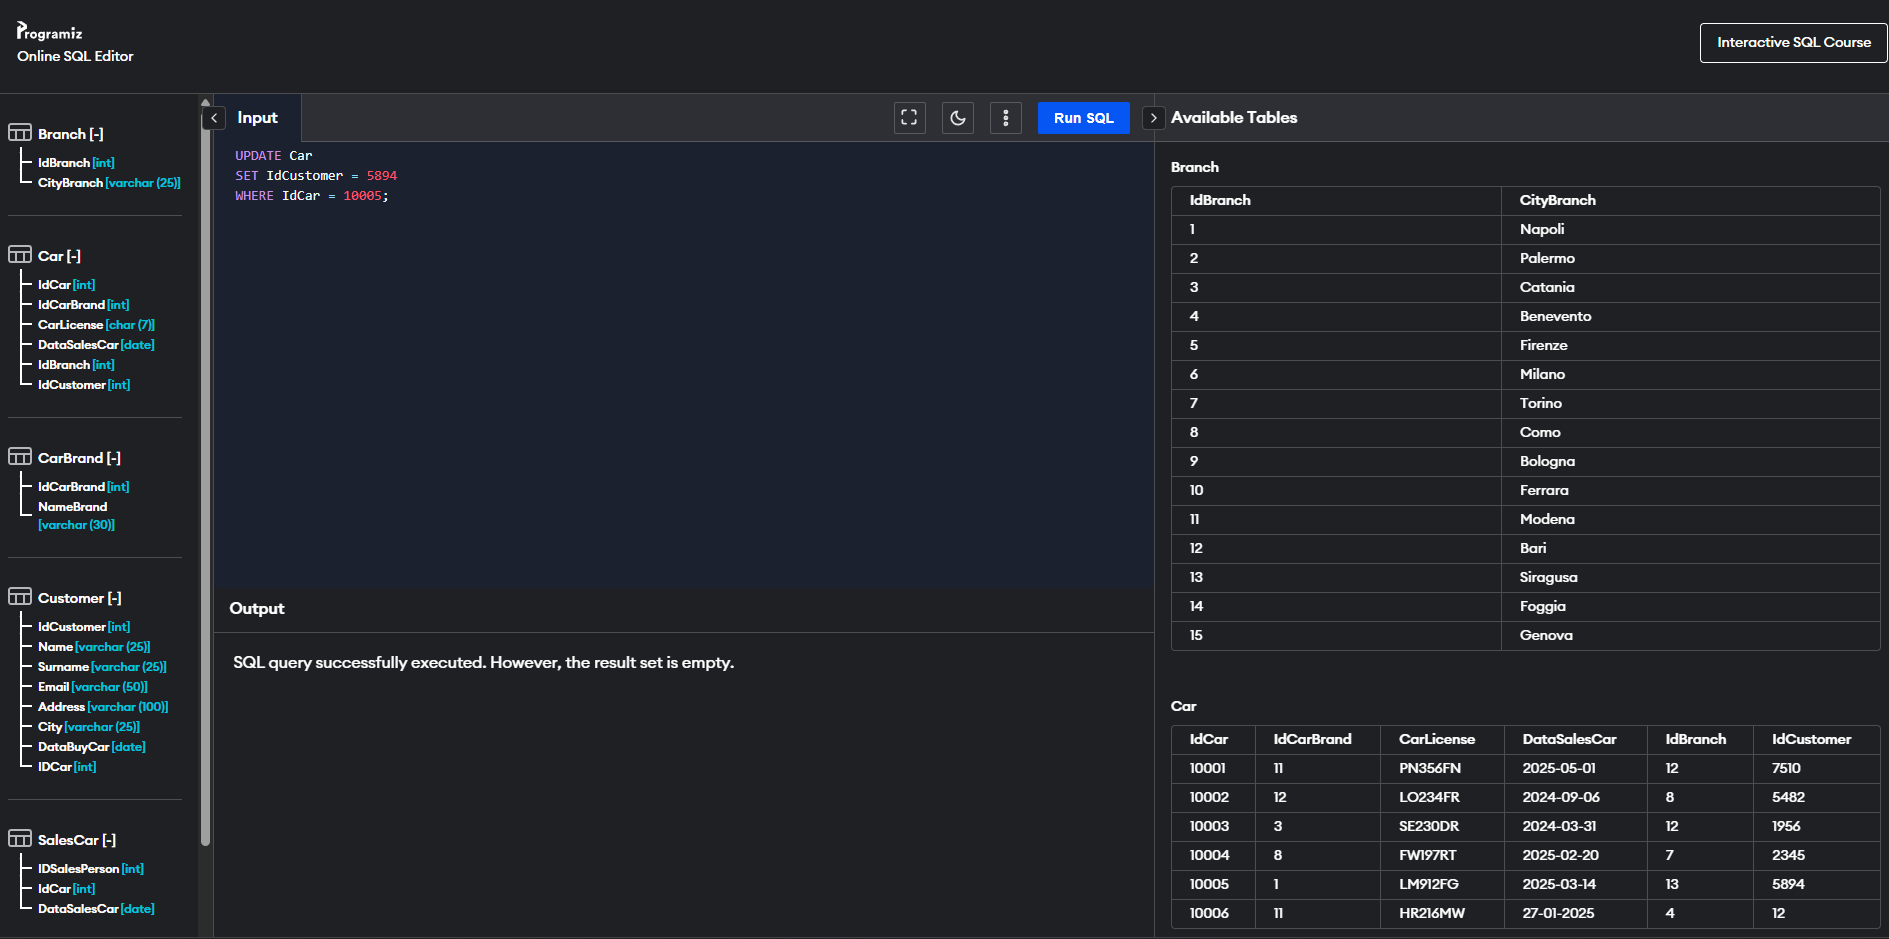 Programiz
Online SQL Editor
Interactive SQL Course
Branch [-]
IdBranch [int]
CityBranch [varchar (25)]
Car [-]
IdCar [int]
IdCarBrand [int]
CarLicense [char (7)]
DataSalesCar [date]
IdBranch [int]
IdCustomer [int]
CarBrand [-]
IdCarBrand [int]
NameBrand
[varchar (30)]
Customer [-]
IdCustomer [int]
Name [varchar (25)]
Surname [varchar (25)]
Email [varchar (50)]
Address [varchar (100)]
City [varchar (25)]
DataBuyCar [date]
IDCar [int]
SalesCar [-]
IDSalesPerson [int]
IdCar [int]
DataSalesCar [date]
Input
Run SQL
UPDATE Car
SET IdCustomer = 5894
WHERE IdCar = 10005;
Output
SQL query successfully executed. However, the result set is empty.
Available Tables
Branch
IdBranch CityBranch
1 Napoli
2 Palermo
3 Catania
4 Benevento
5 Firenze
6 Milano
7 Torino
8 Como
9 Bologna
10 Ferrara
11 Modena
12 Bari
13 Siragusa
14 Foggia
15 Genova
Car
IdCar IdCarBrand CarLicense DataSalesCar IdBranch IdCustomer
10001 11 PN356FN 2025-05-01 12 7510
10002 12 LO234FR 2024-09-06 8 5482
10003 3 SE230DR 2024-03-31 12 1956
10004 8 FW197RT 2025-02-20 7 2345
10005 1 LM912FG 2025-03-14 13 5894
10006 11 HR216MW 27-01-2025 4 12